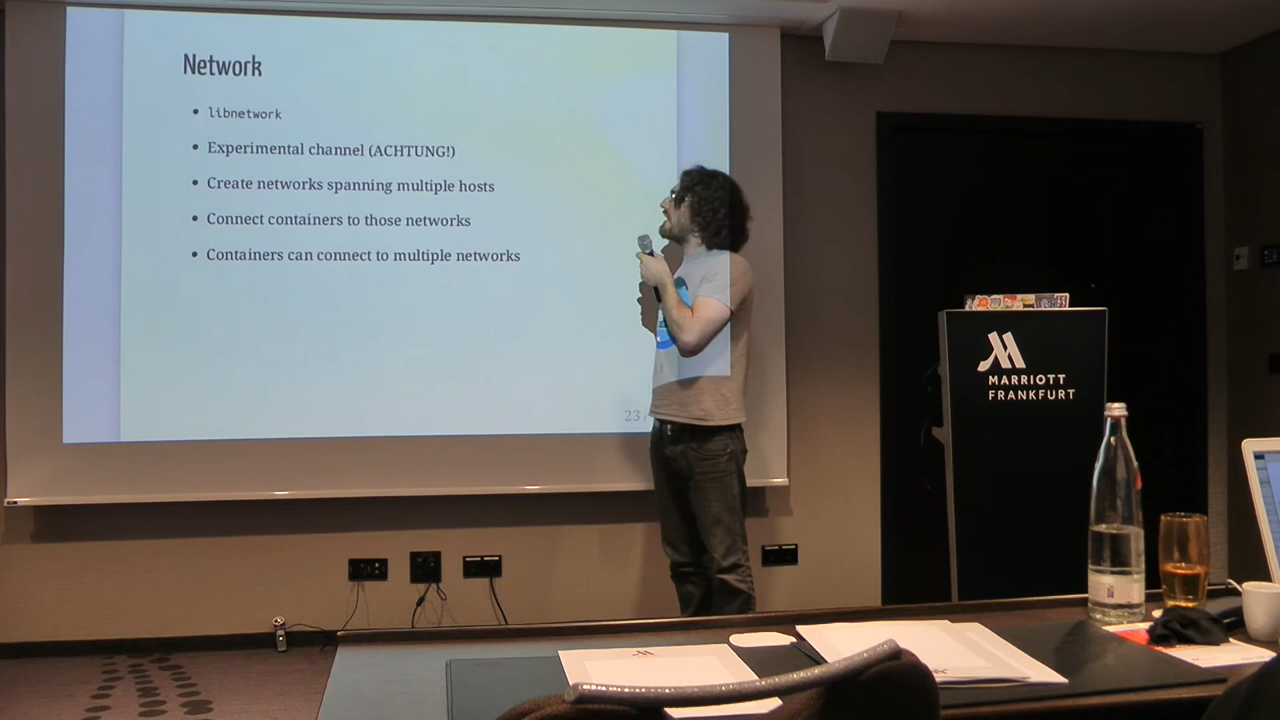 Network
libnetwork
Experimental channel (ACHTUNG!)
Create networks spanning multiple hosts
Connect containers to those networks
Containers can connect to multiple networks
23 /
MARRIOTT
FRANKFURT